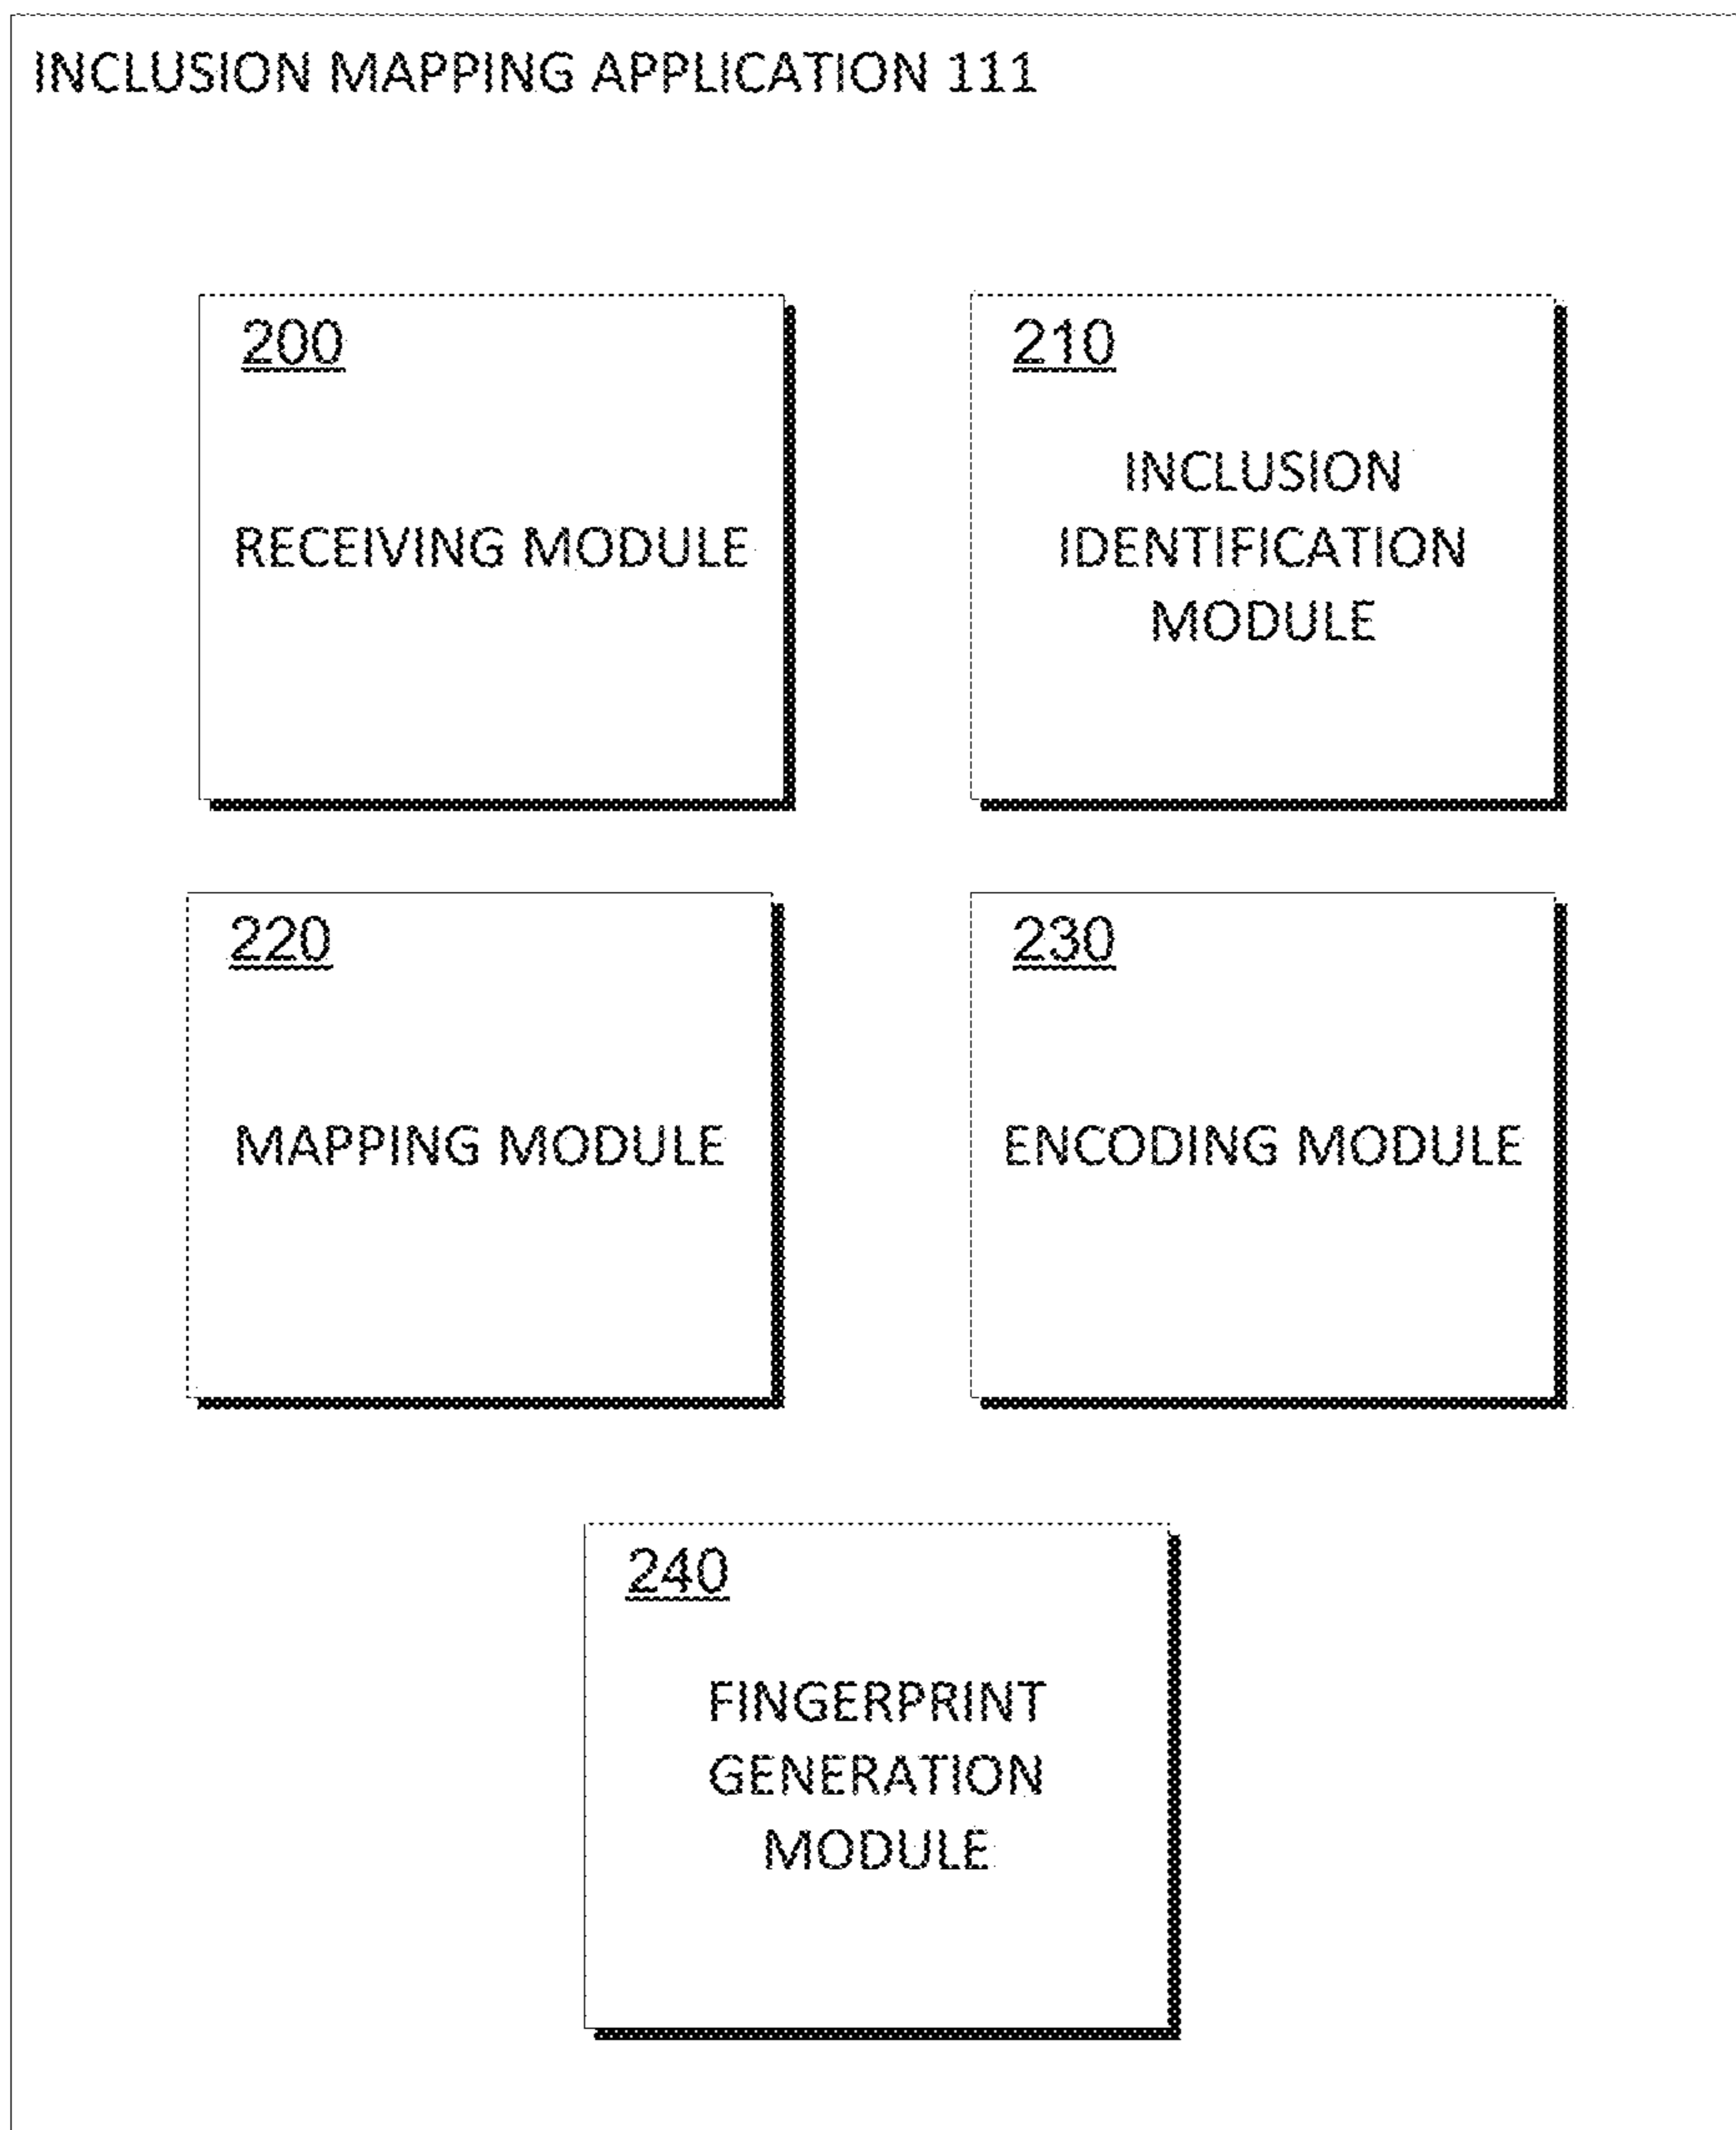 INCLUSION MAPPING APPLICATION 111
200
RECEIVING MODULE
210
INCLUSION
IDENTIFICATION
MODULE
220
MAPPING MODULE
230
ENCODING MODULE
240
FINGERPRINT
GENERATION
MODULE